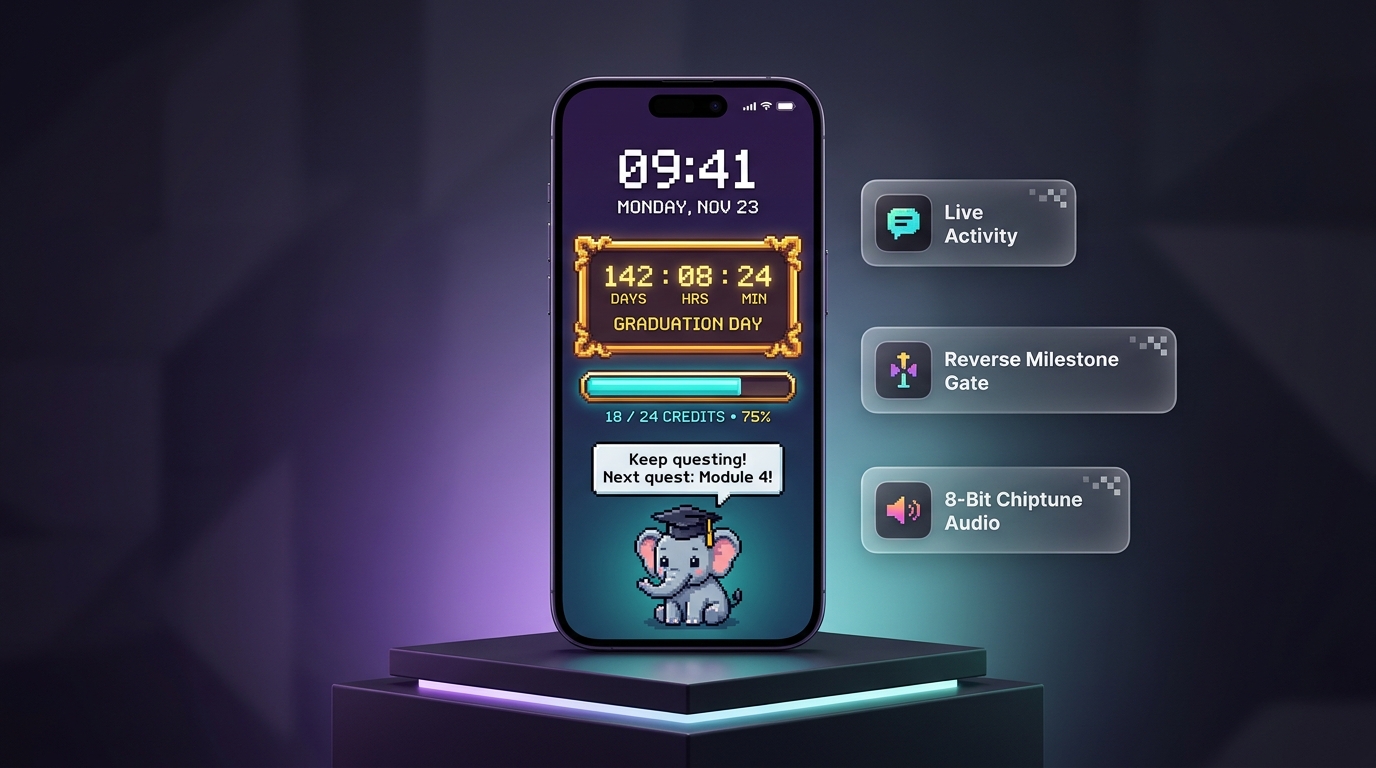 09:41
MONDAY, NOV 23
142 : 08 : 24
DAYS HRS MIN
GRADUATION DAY
18 / 24 CREDITS • 75%
Keep questing!
Next quest: Module 4!
Live
Activity
Reverse Milestone
Gate
8-Bit Chiptune
Audio